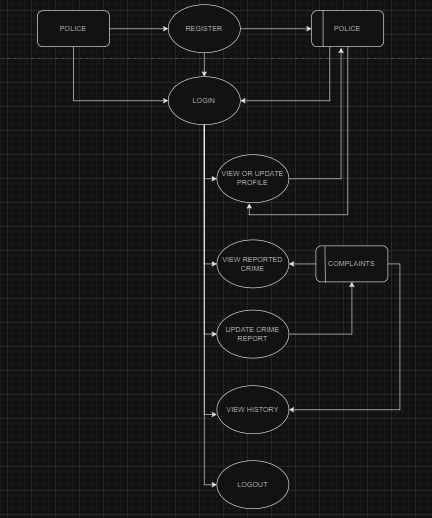 POLICE
REGISTER
POLICE
LOGIN
VIEW OR UPDATE
PROFILE
VIEW REPORTED
CRIME
COMPLAINTS
UPDATE CRIME
REPORT
VIEW HISTORY
LOGOUT